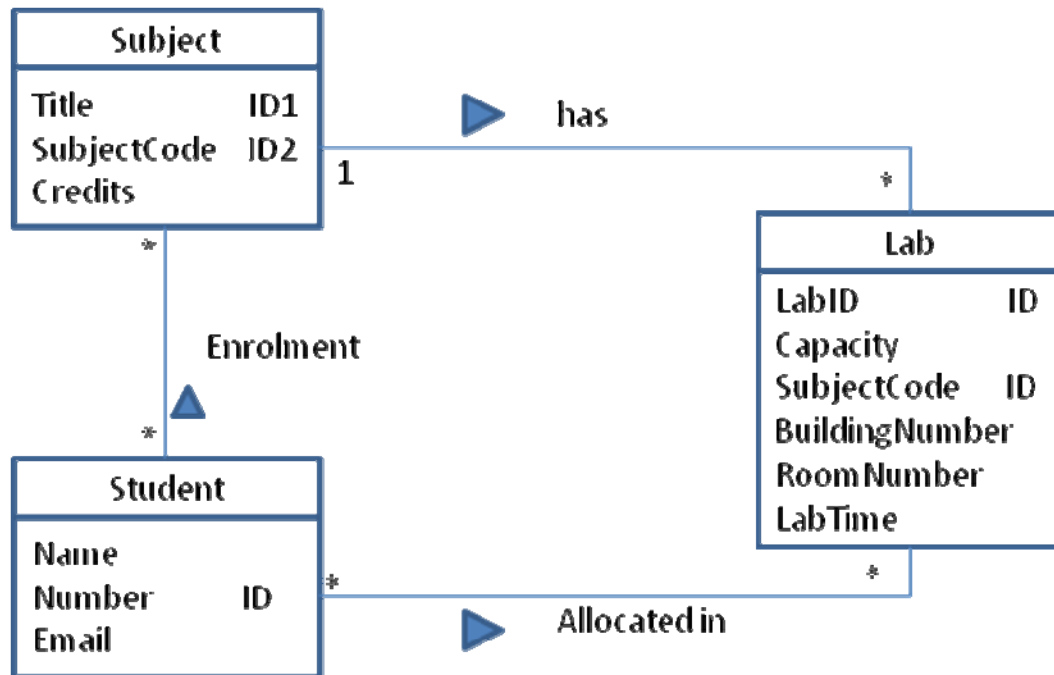 Subject
Title ID1
SubjectCode ID2
Credits
has
1
*
*
Lab
LabID ID
Capacity
SubjectCode ID
BuildingNumber
RoomNumber
LabTime
Enrolment
*
Student
Name
Number ID
Email
*
*
Allocated in